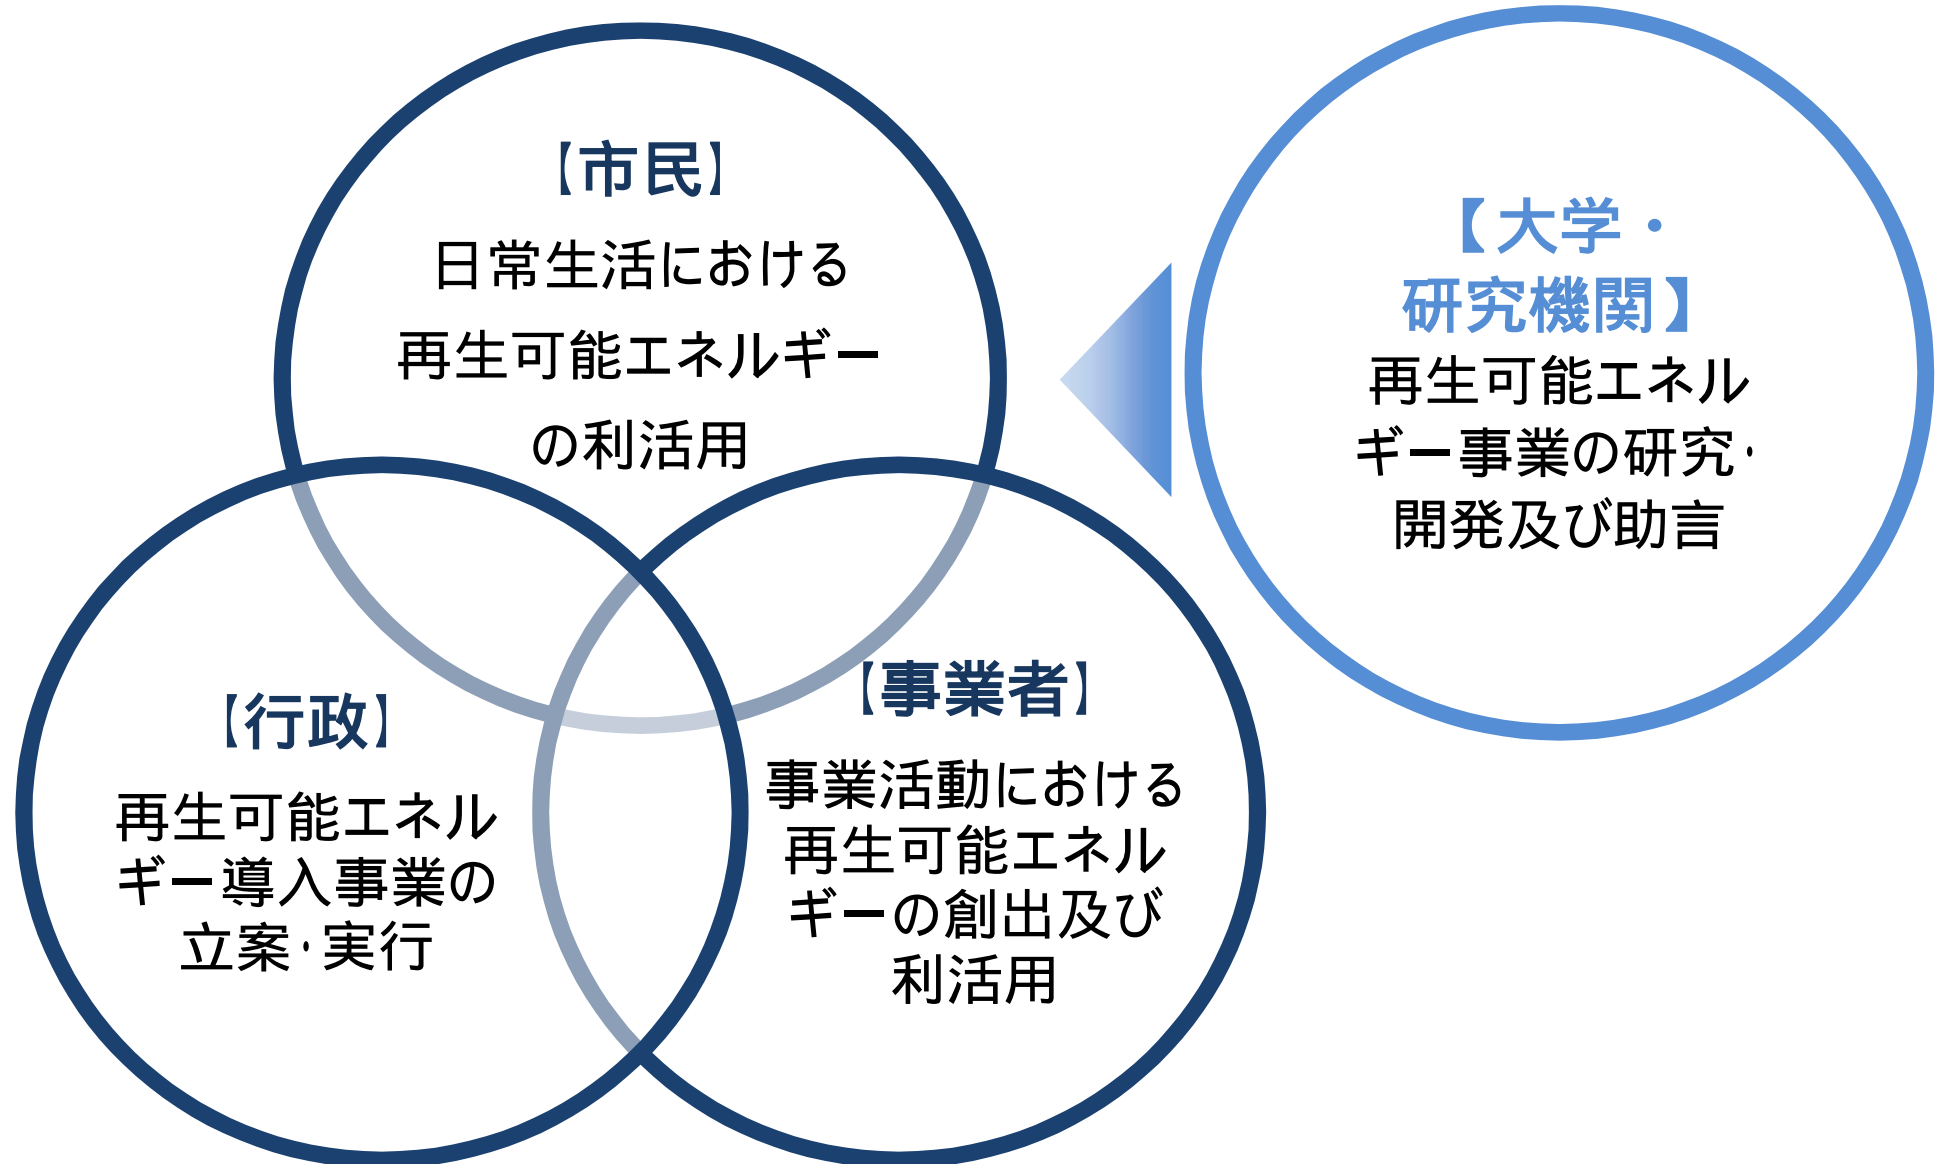 【市民】
日常生活における
再生可能エネルギー
の利活用
【大学・
研究機関】
再生可能エネル
ギー事業の研究・
開発及び助言
【行政】
再生可能エネル
ギー導入事業の
立案・実行
【事業者】
事業活動における
再生可能エネル
ギーの創出及び
利活用